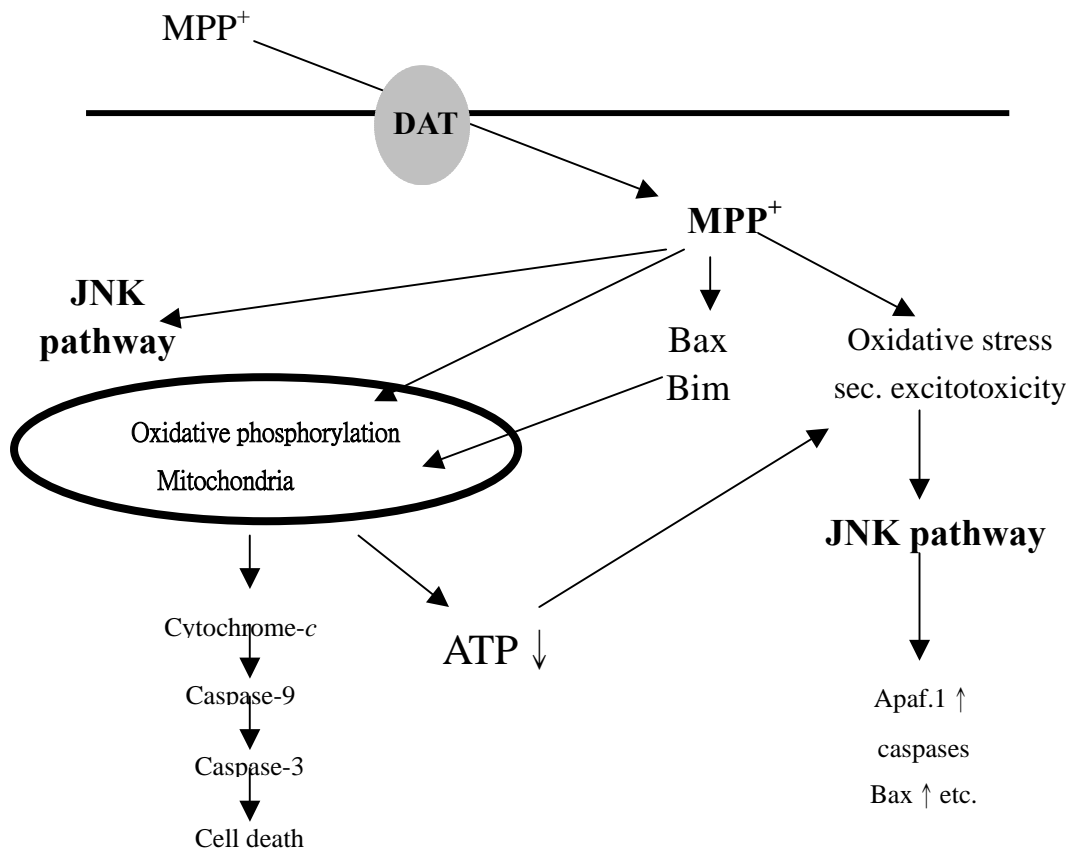 MPP⁺
DAT
MPP⁺
JNK
pathway
Bax
Bim
Oxidative stress
sec. excitotoxicity
Oxidative phosphorylation
Mitochondria
JNK pathway
Cytochrome-c
ATP ↓
Caspase-9
Caspase-3
Cell death
Apaf.1 ↑
caspases
Bax ↑ etc.